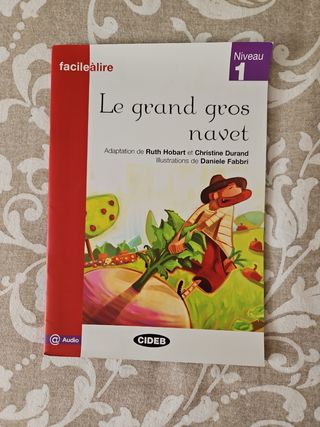 facileàlire
Niveau
1
Le grand gros
navet
Adaptation de Ruth Hobart et Christine Durand
Illustrations de Daniele Fabbri
@ Audio
CIDEB